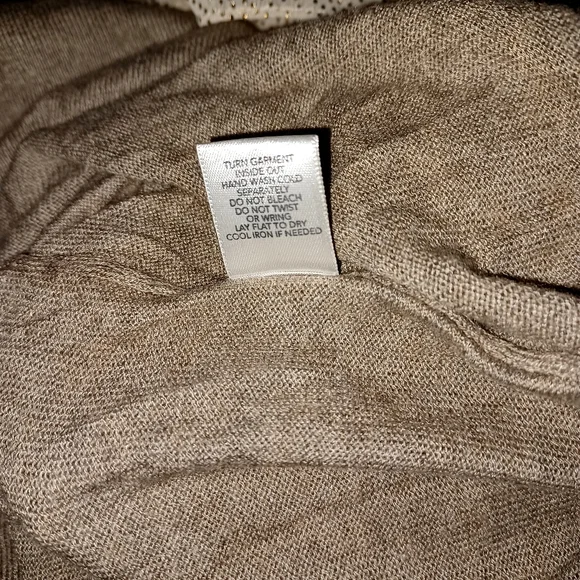 TURN GARMENT
INSIDE OUT
HAND WASH COLD
SEPARATELY
DO NOT BLEACH
DO NOT TWIST
OR WRING
LAY FLAT TO DRY
COOL IRON IF NEEDED